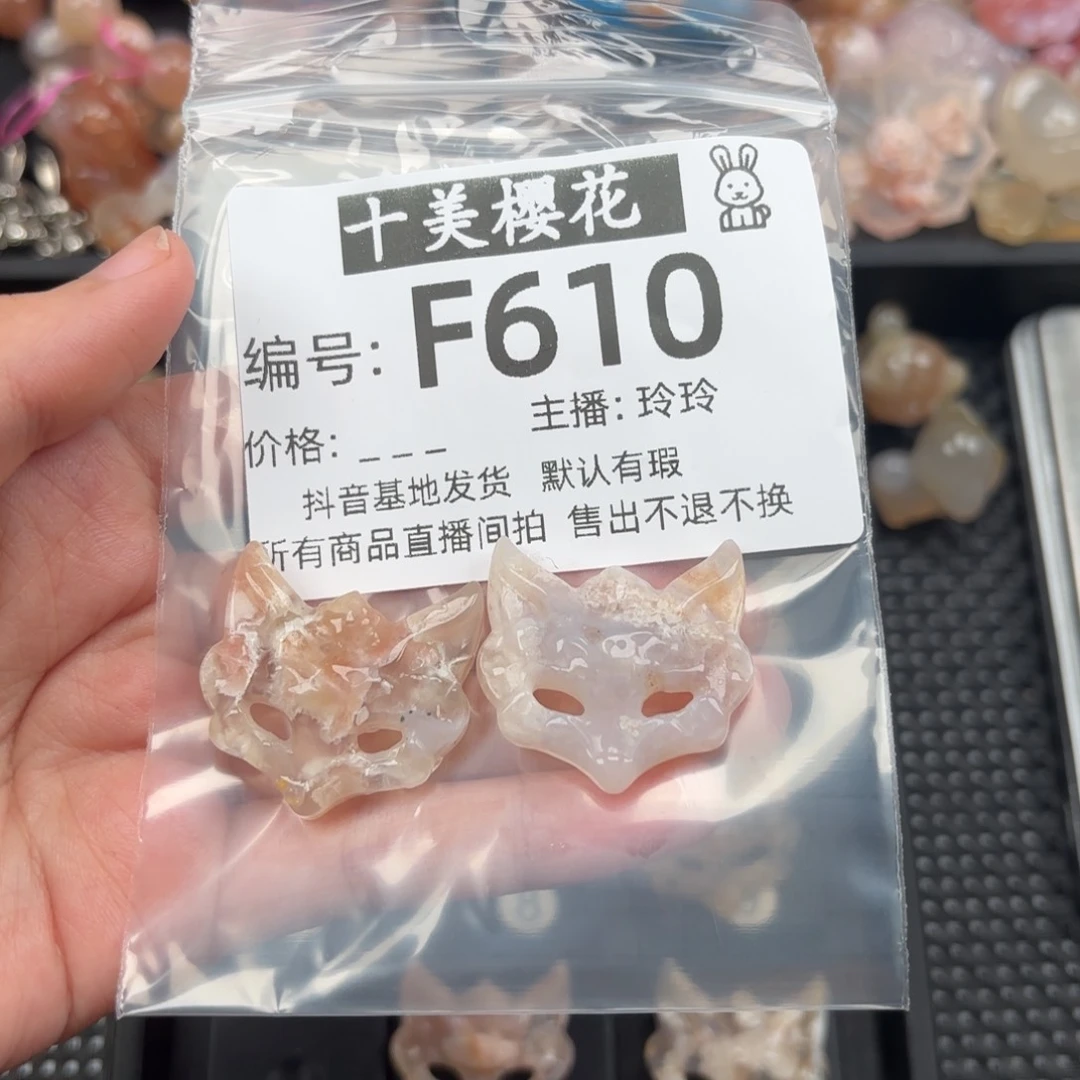 十美樱花
编号: F610
主播: 玲玲
价格: _ _ _
抖音基地发货 默认有瑕
所有商品直播间拍 售出不退不换